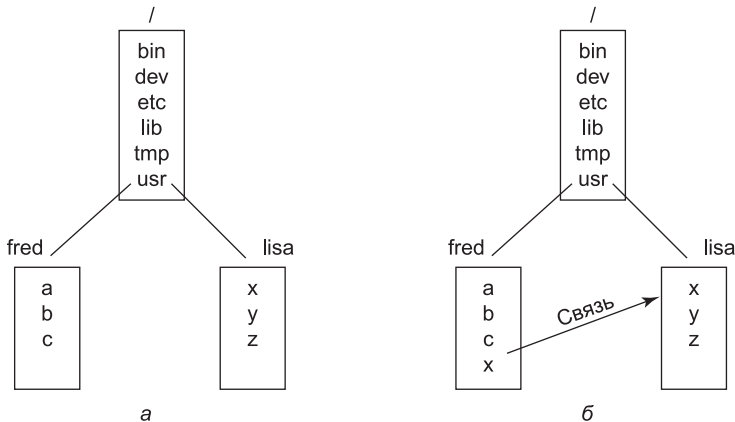 /
bin
dev
etc
lib
tmp
usr
fred
lisa
a
b
c
x
y
z
а
/
bin
dev
etc
lib
tmp
usr
fred
lisa
a
b
c
x
Связь
x
y
z
б